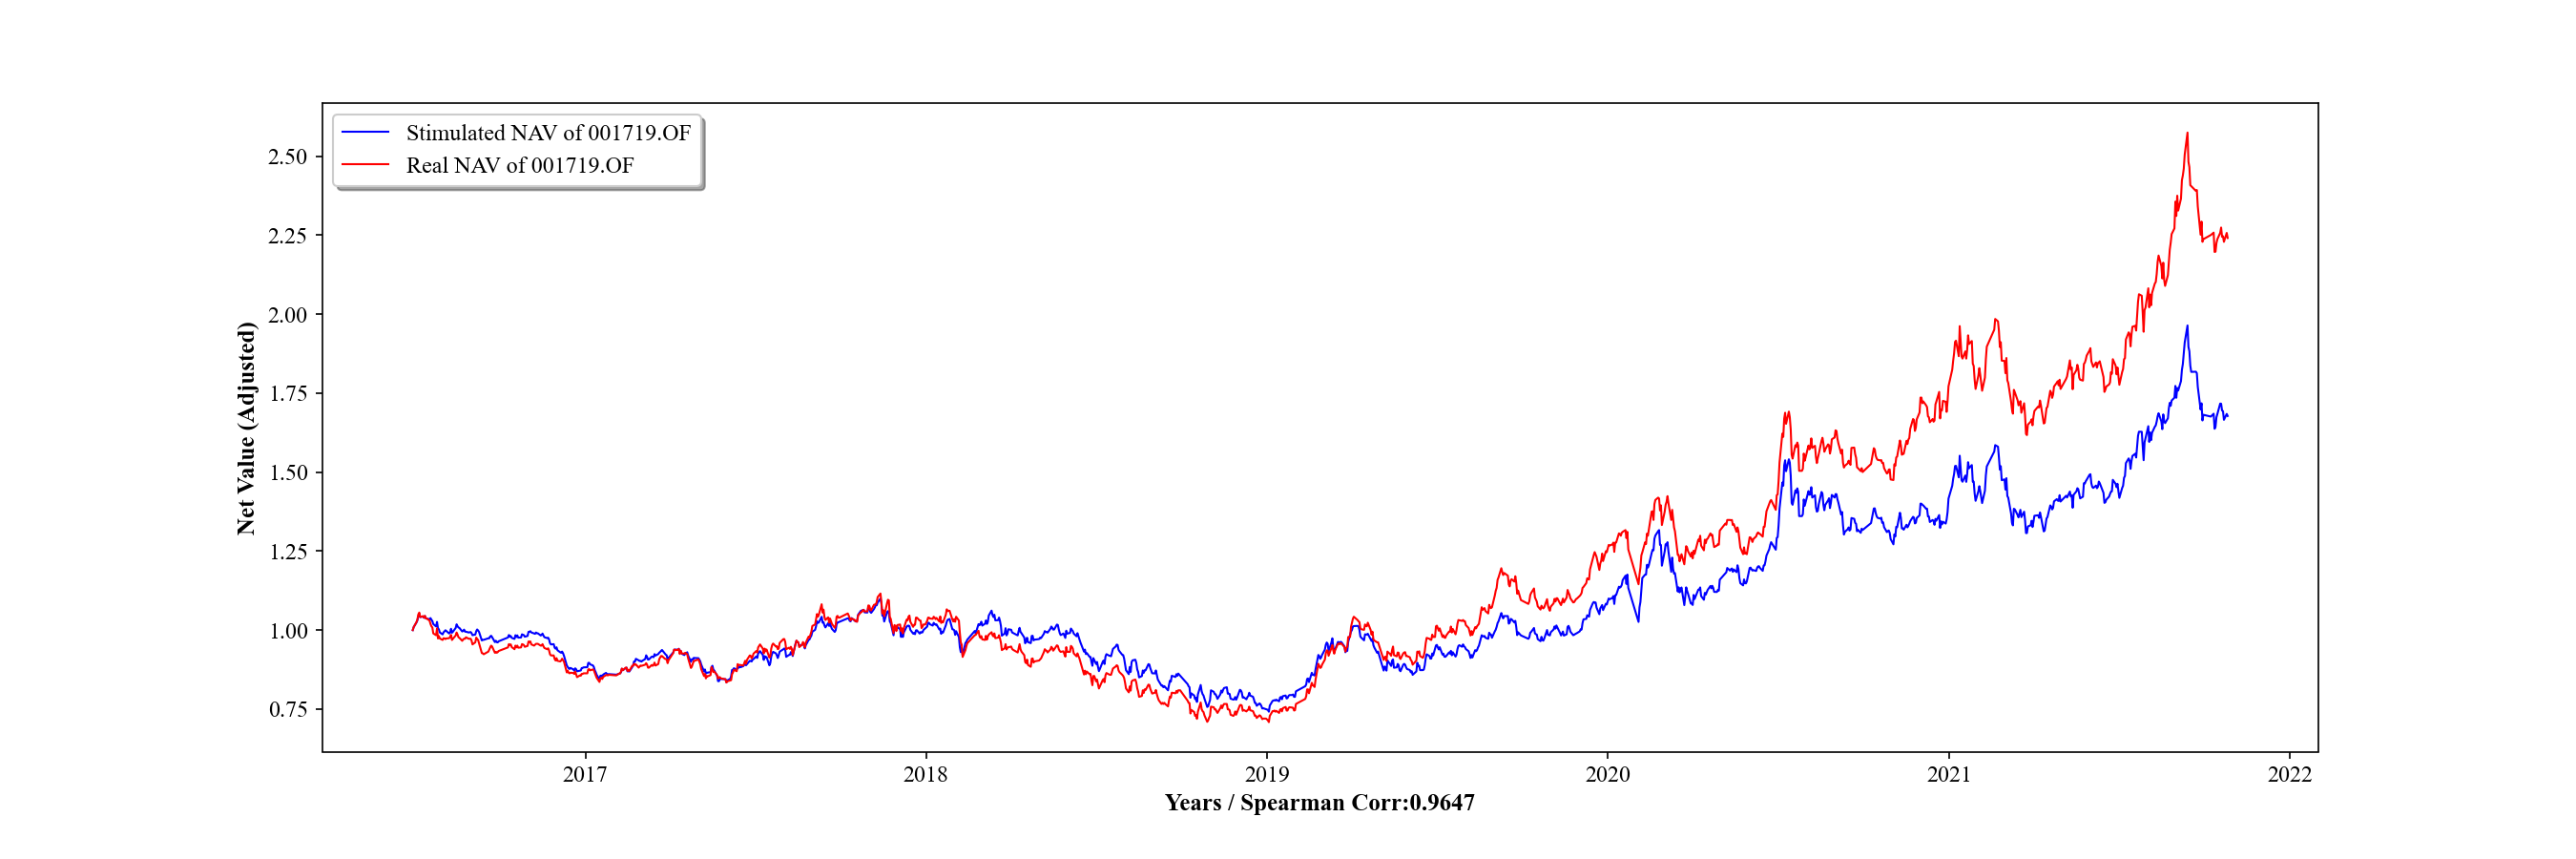 Stimulated NAV of 001719.OF
Real NAV of 001719.OF
Net Value (Adjusted)
2.50
2.25
2.00
1.75
1.50
1.25
1.00
0.75
2017 2018 2019 2020 2021 2022
Years / Spearman Corr:0.9647